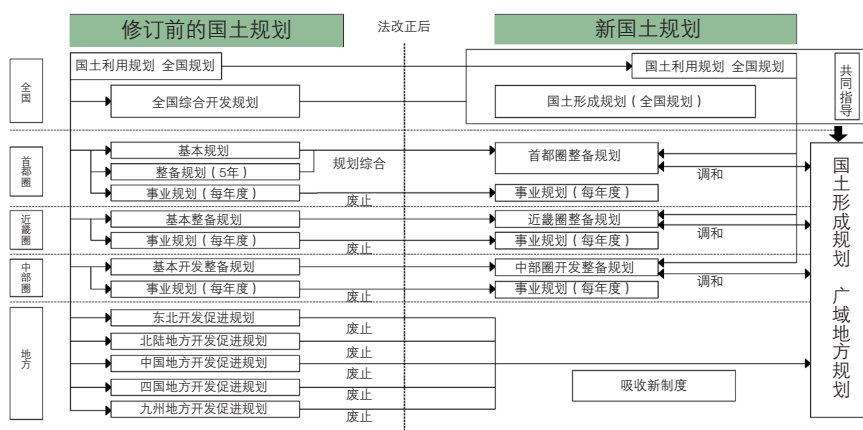 修订前的国土规划
法改正后
新国土规划
全国
国土利用规划 全国规划
国土利用规划 全国规划
共同指导
全国综合开发规划
国土形成规划（全国规划）
首都圈
基本规划
整备规划（5年）
规划综合
首都圈整备规划
调和
事业规划（每年度）
废止
事业规划（每年度）
近畿圈
基本整备规划
近畿圈整备规划
调和
事业规划（每年度）
废止
事业规划（每年度）
中部圈
基本开发整备规划
中部圈开发整备规划
调和
事业规划（每年度）
废止
事业规划（每年度）
地方
东北开发促进规划
废止
北陆地方开发促进规划
废止
中国地方开发促进规划
废止
四国地方开发促进规划
废止
九州地方开发促进规划
废止
吸收新制度
国土形成规划 广域地方规划